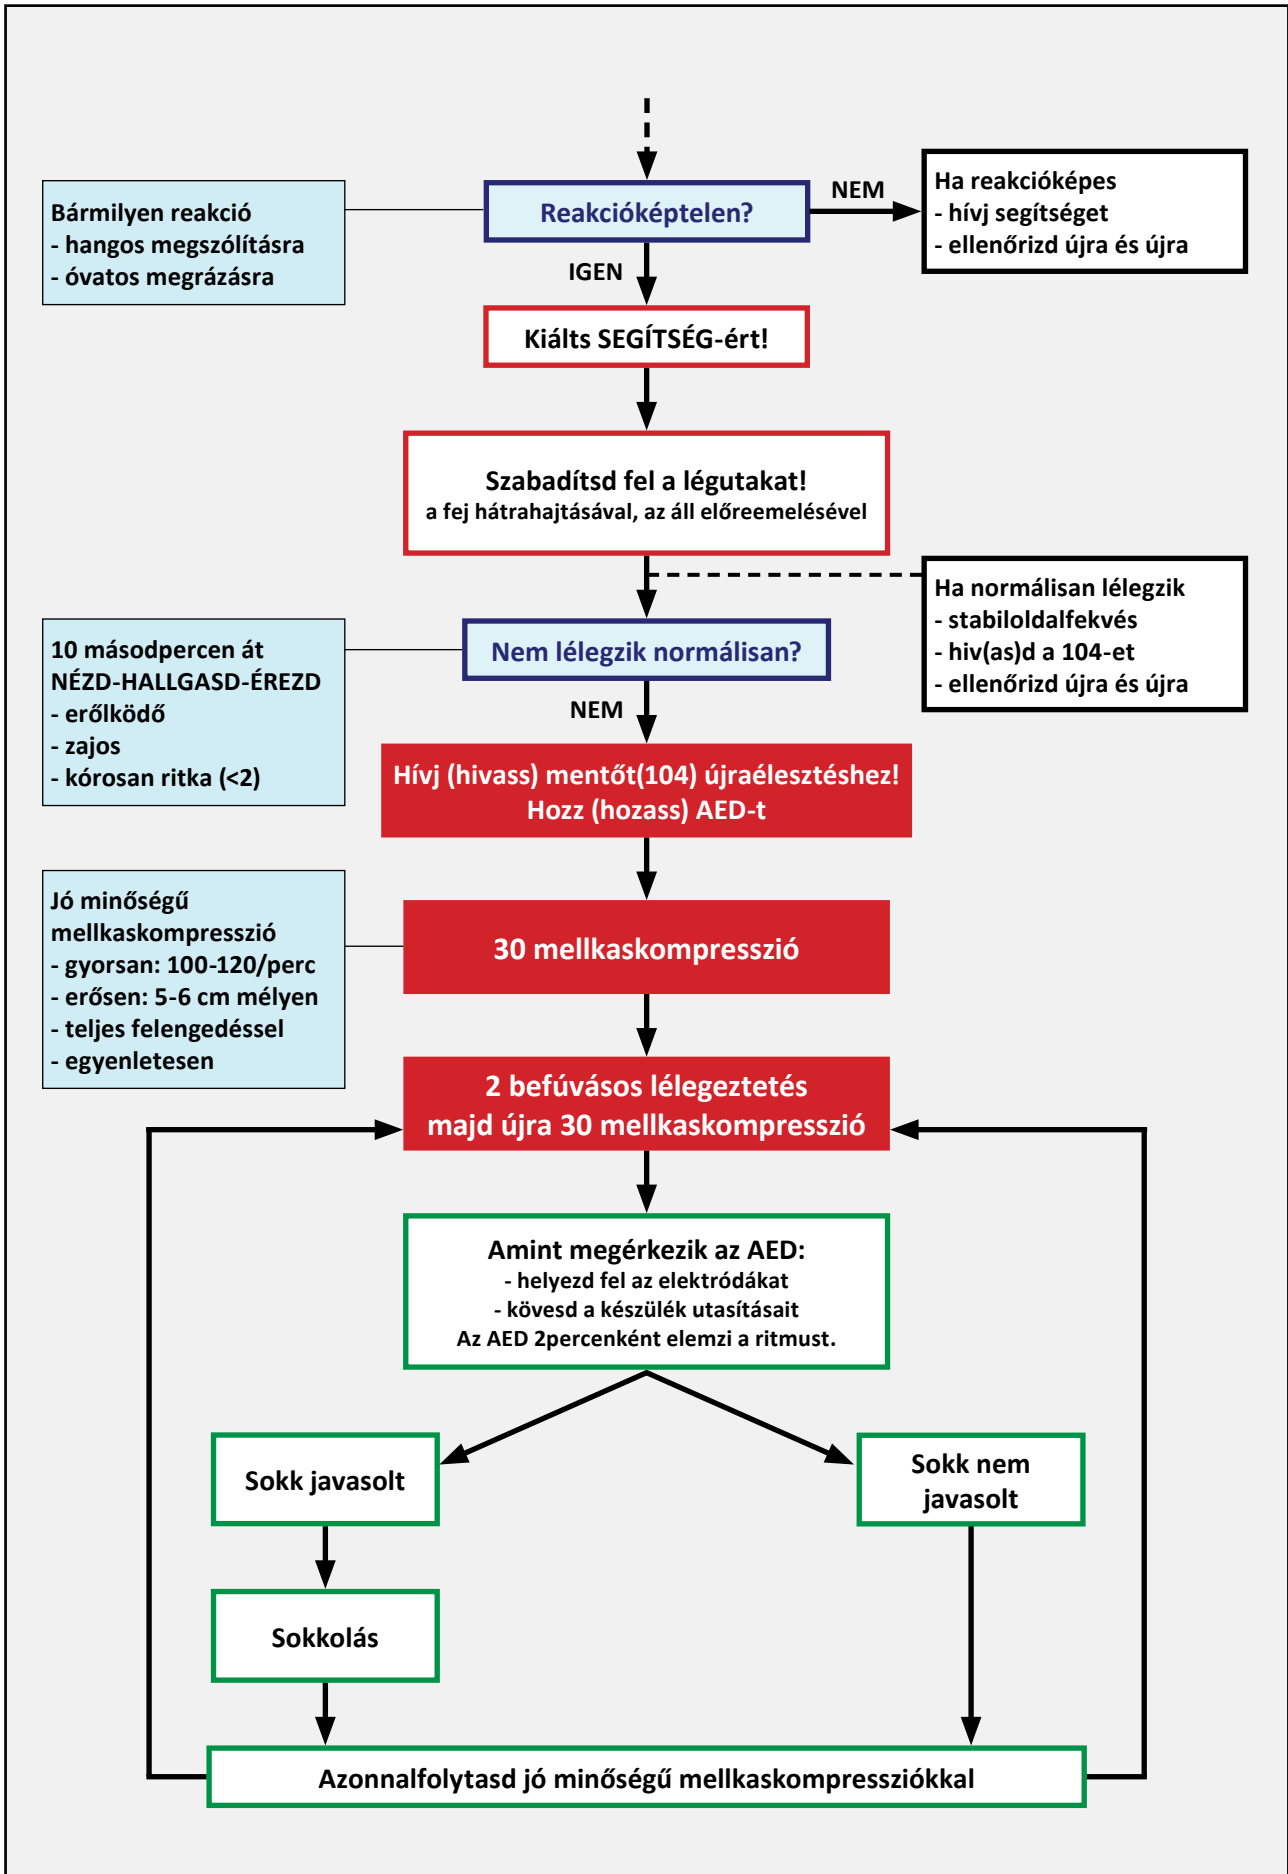 Reakcióképtelen?
NEM
Ha reakcióképes
- hívj segítséget
- ellenőrizd újra és újra
Bármilyen reakció
- hangos megszólításra
- óvatos megrázásra
IGEN
Kiálts SEGÍTSÉG-ért!
Szabadítsd fel a légutakat!
a fej hátrahajtásával, az áll előreemelésével
Ha normálisan lélegzik
- stabiloldalfekvés
- hiv(as)d a 104-et
- ellenőrizd újra és újra
Nem lélegzik normálisan?
10 másodpercen át
NÉZD-HALLGASD-ÉREZD
- erőlködő
- zajos
- kórosan ritka (<2)
NEM
Hívj (hivass) mentőt(104) újraélesztéshez!
Hozz (hozass) AED-t
Jó minőségű
mellkaskompresszió
- gyorsan: 100-120/perc
- erősen: 5-6 cm mélyen
- teljes felengedéssel
- egyenletesen
30 mellkaskompresszió
2 befúvásos lélegeztetés
majd újra 30 mellkaskompresszió
Amint megérkezik az AED:
- helyezd fel az elektródákat
- kövesd a készülék utasításait
Az AED 2percenként elemzi a ritmust.
Sokk javasolt
Sokk nem
javasolt
Sokkolás
Azonnalfolytasd jó minőségű mellkaskompressziókkal